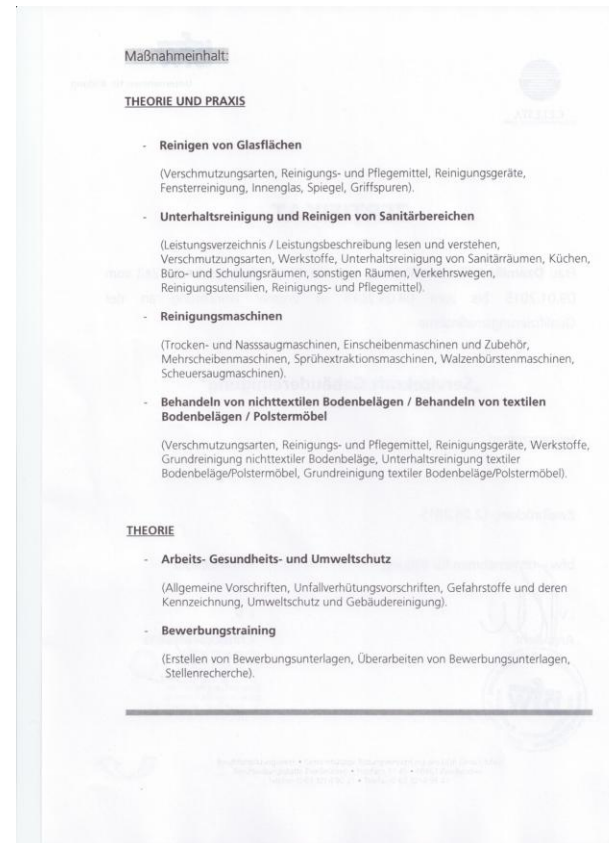 Maßnahmeinhalt:
THEORIE UND PRAXIS
- Reinigen von Glasflächen
(Verschmutzungsarten, Reinigungs- und Pflegemittel, Reinigungsgeräte,
Fensterreinigung, Innenglas, Spiegel, Griffspuren).
- Unterhaltsreinigung und Reinigen von Sanitärbereichen
(Leistungsverzeichnis / Leistungsbeschreibung lesen und verstehen,
Verschmutzungsarten, Werkstoffe, Unterhaltsreinigung von Sanitärräumen, Küchen,
Büro- und Schulungsräumen, sonstigen Räumen, Verkehrswegen,
Reinigungsutensilien, Reinigungs- und Pflegemittel).
- Reinigungsmaschinen
(Trocken- und Nasssaugmaschinen, Einscheibenmaschinen und Zubehör,
Mehrscheibenmaschinen, Sprühextraktionsmaschinen, Walzenbürstenmaschinen,
Scheuersaugmaschinen).
- Behandeln von nichttextilen Bodenbelägen / Behandeln von textilen
Bodenbelägen / Polstermöbel
(Verschmutzungsarten, Reinigungs- und Pflegemittel, Reinigungsgeräte, Werkstoffe,
Grundreinigung nichttextiler Bodenbeläge, Unterhaltsreinigung textiler
Bodenbeläge/Polstermöbel, Grundreinigung textiler Bodenbeläge/Polstermöbel).
THEORIE
- Arbeits- Gesundheits- und Umweltschutz
(Allgemeine Vorschriften, Unfallverhütungsvorschriften, Gefahrstoffe und deren
Kennzeichnung, Umweltschutz und Gebäudereinigung).
- Bewerbungstraining
(Erstellen von Bewerbungsunterlagen, Überarbeiten von Bewerbungsunterlagen,
Stellenrecherche).